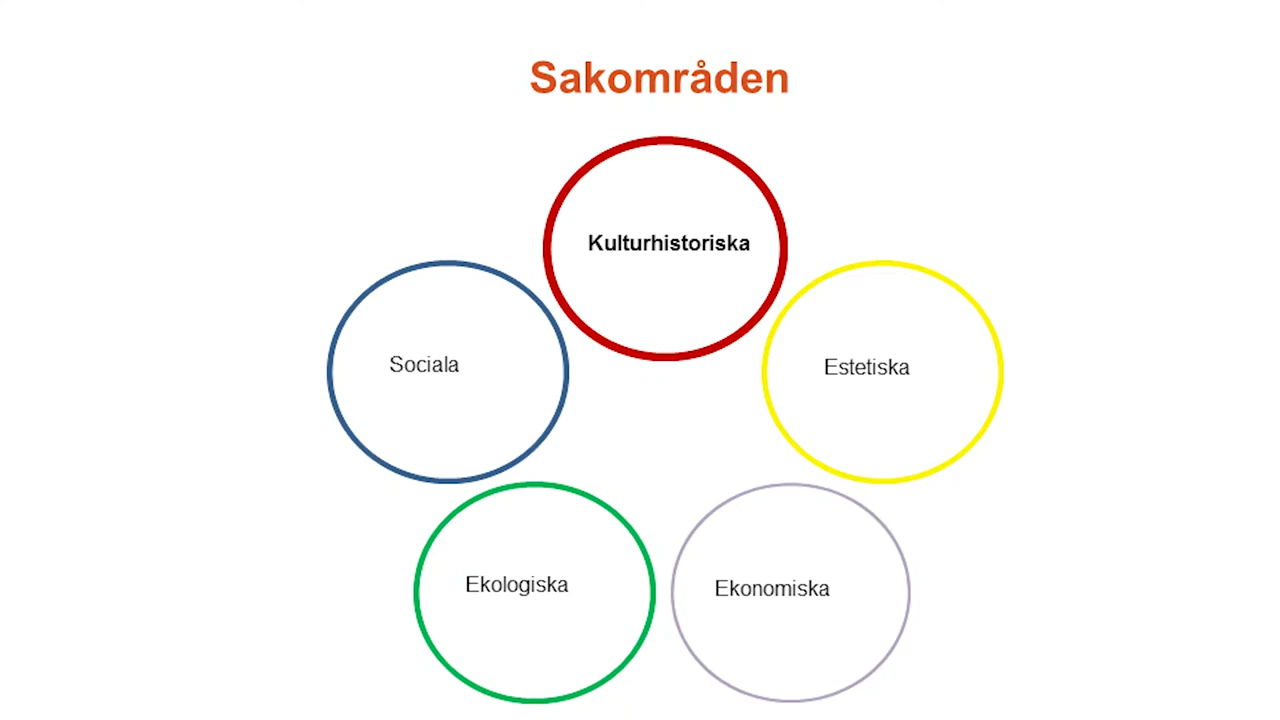 Sakområden
Kulturhistoriska
Sociala
Estetiska
Ekologiska
Ekonomiska